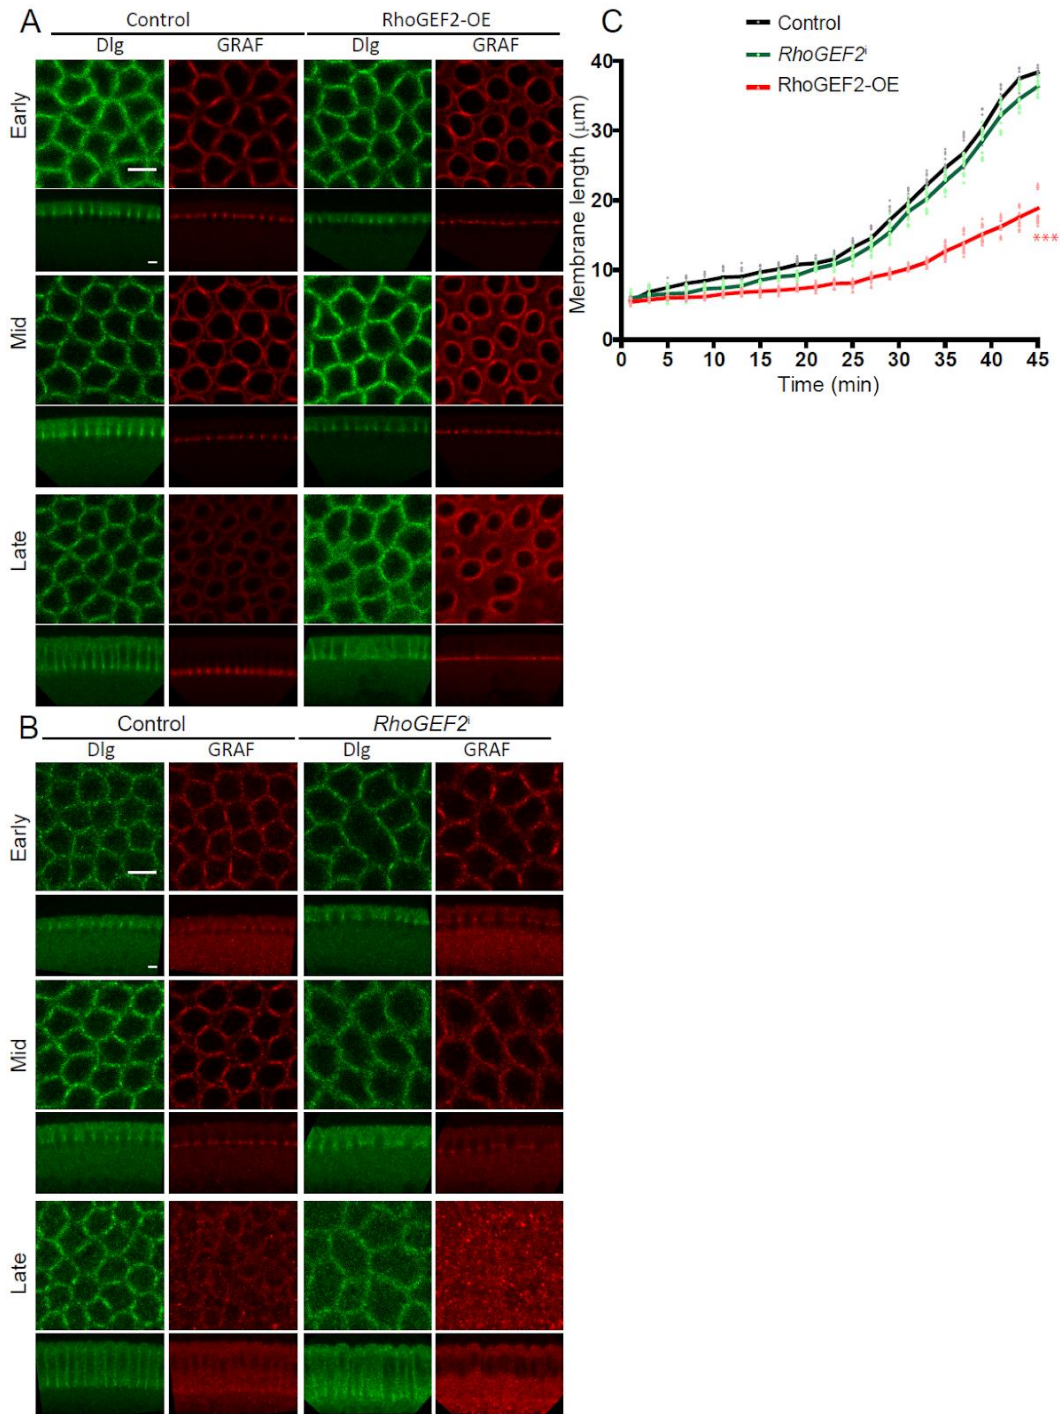 A
Control
RhoGEF2-OE
Dlg
GRAF
Dlg
GRAF
Early
Mid
Late
B
Control
RhoGEF2ⁱ
Dlg
GRAF
Dlg
GRAF
Early
Mid
Late
C
Control
RhoGEF2ⁱ
RhoGEF2-OE
Membrane length (μm)
40
30
20
10
0
***
0 5 10 15 20 25 30 35 40 45
Time (min)